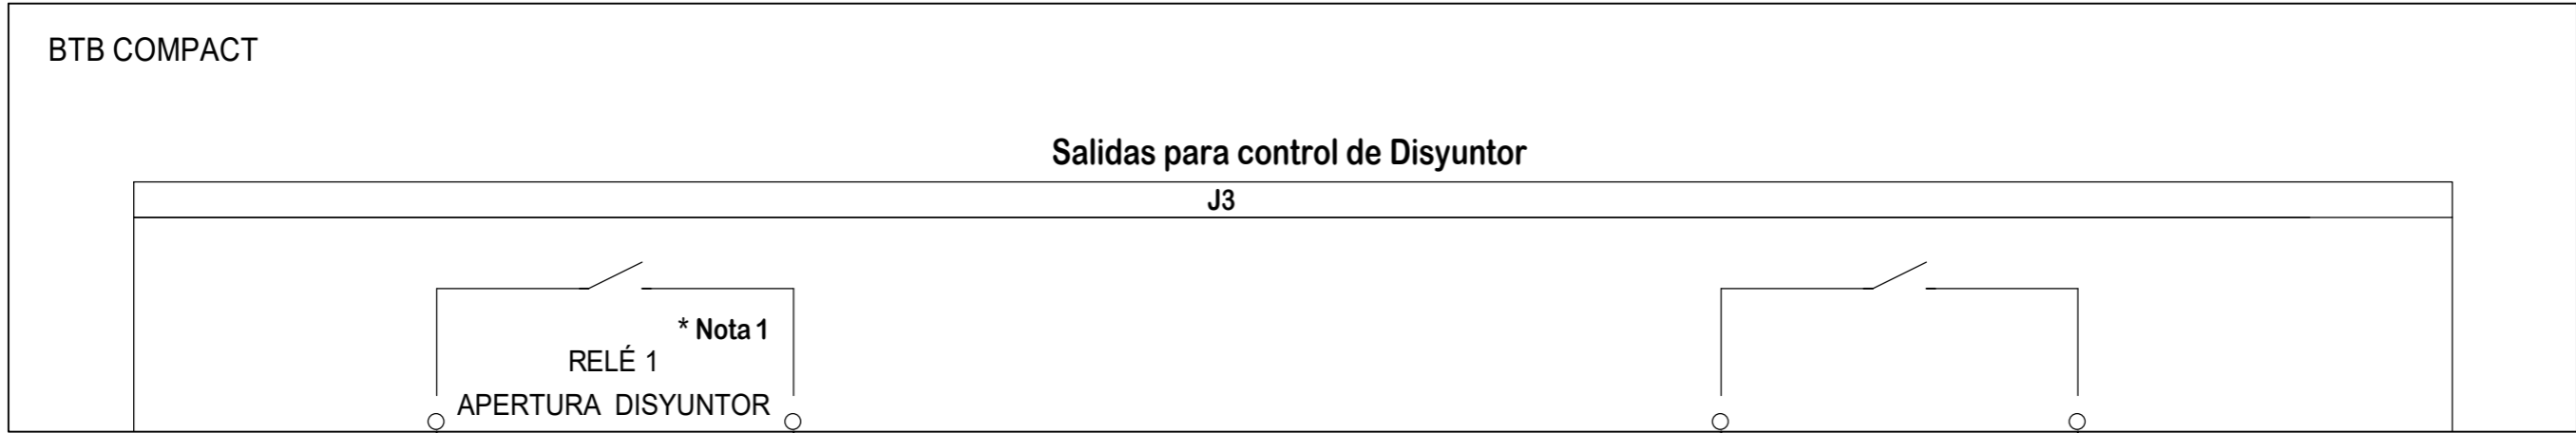 BTB COMPACT
Salidas para control de Disyuntor
J3
* Nota 1
RELÉ 1
APERTURA DISYUNTOR